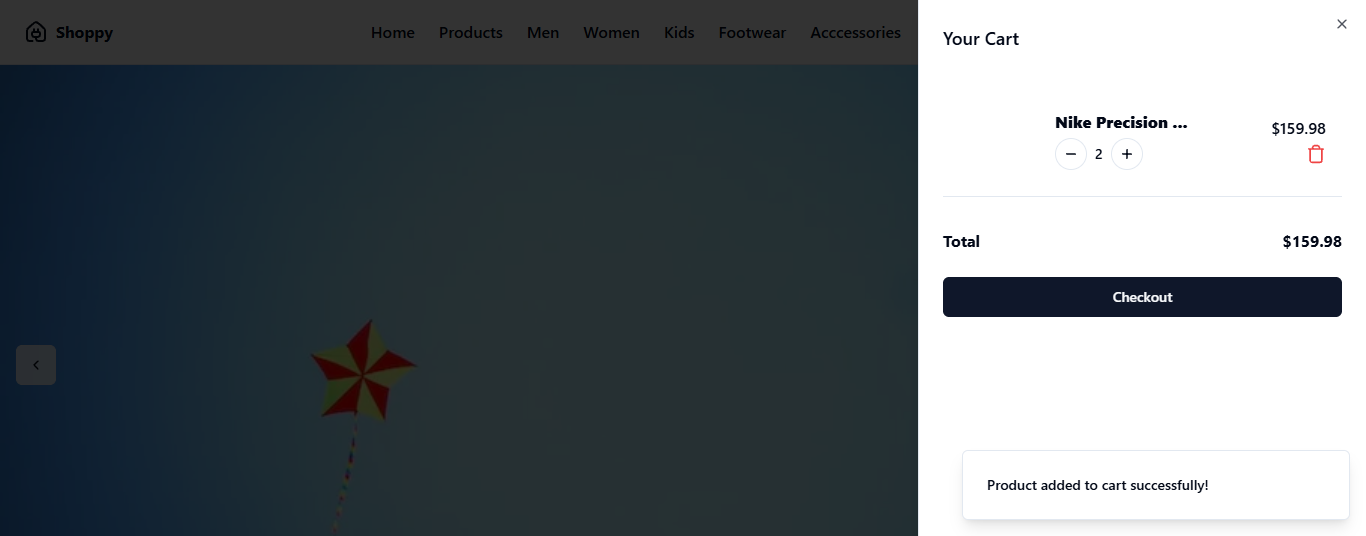 Shoppy
Home Products Men Women Kids Footwear Acccessories
Your Cart
Nike Precision ...
$159.98
2
Total $159.98
Checkout
Product added to cart successfully!